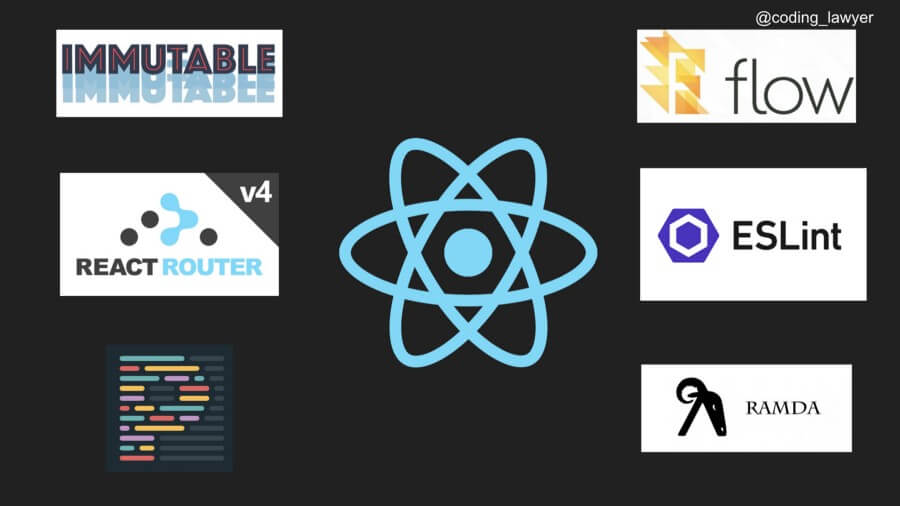 @coding_lawyer
IMMUTABLE
flow
v4
REACT ROUTER
ESLint
RAMDA